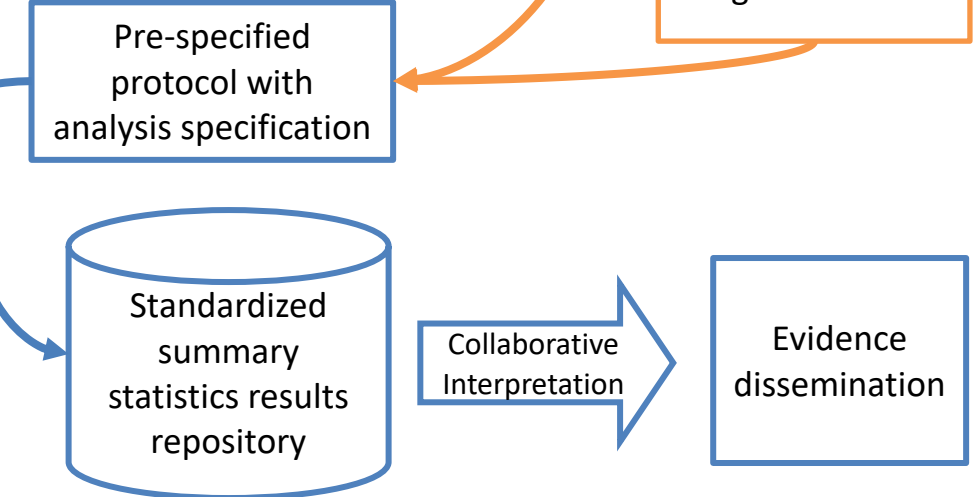 Pre-specified
protocol with
analysis specification
Standardized
summary
statistics results
repository
Collaborative
Interpretation
Evidence
dissemination